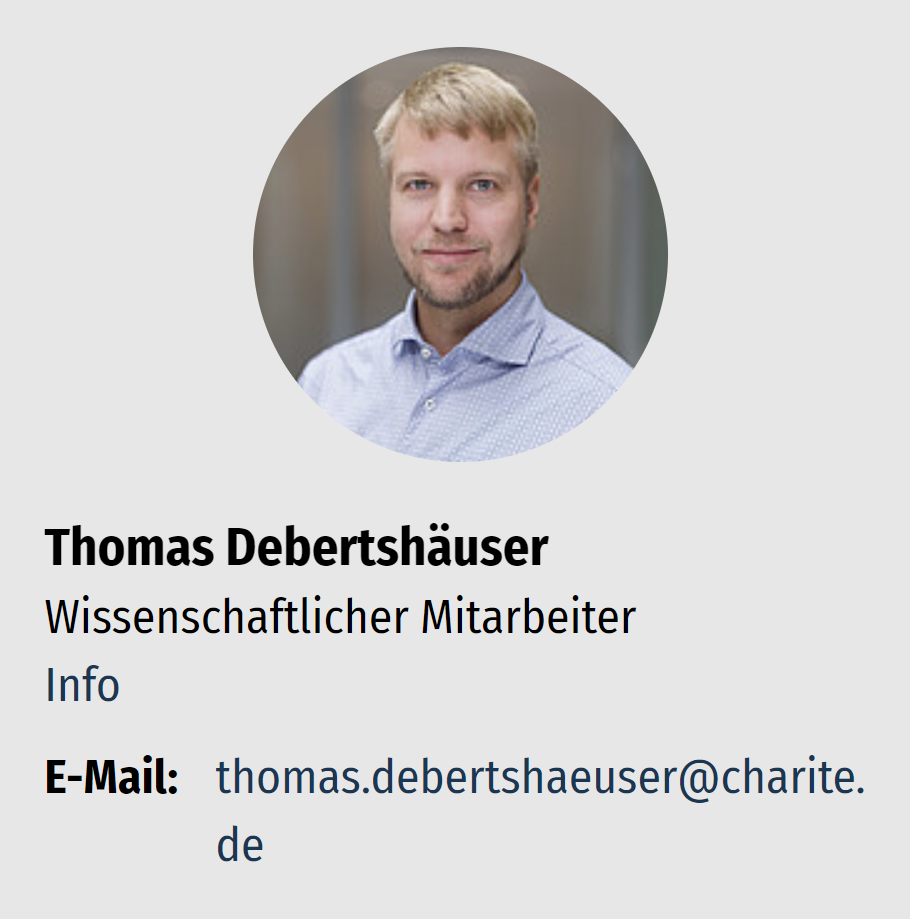 Thomas Debertshäuser
Wissenschaftlicher Mitarbeiter
Info
E-Mail: thomas.debertshaeuser@charite.
de